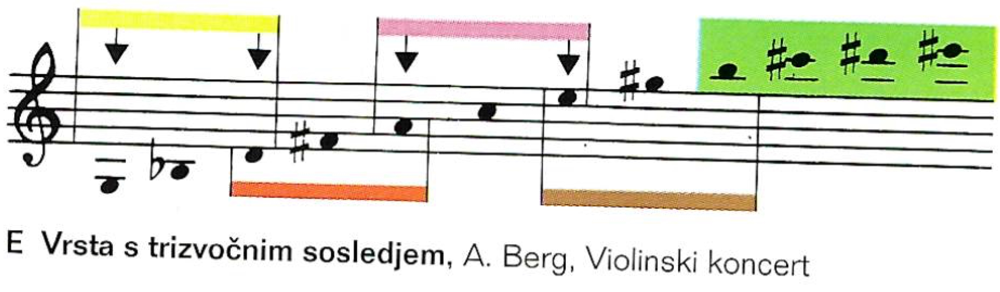 E Vrsta s trizvočnim sosledjem, A. Berg, Violinski koncert